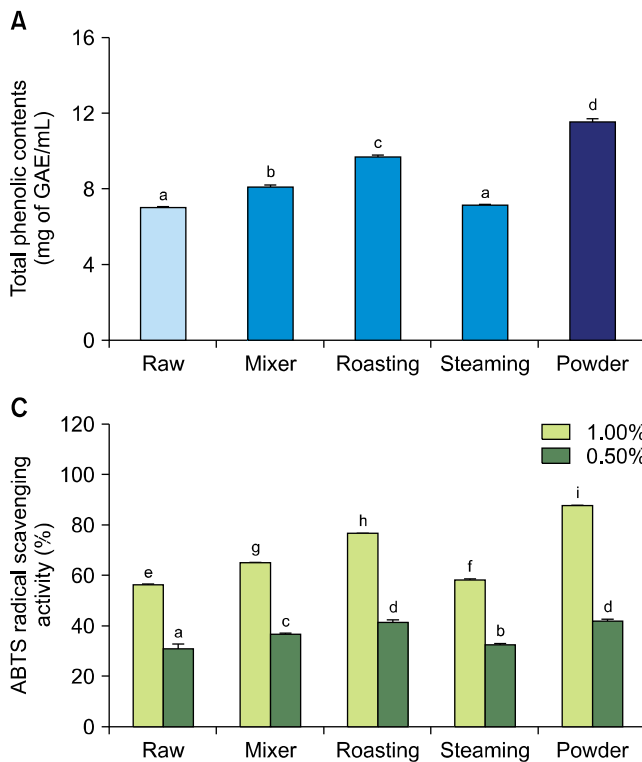 A
Total phenolic contents
(mg of GAE/mL)
16
12
8
4
0
a
b
c
a
d
Raw Mixer Roasting Steaming Powder
C
ABTS radical scavenging
activity (%)
120
100
80
60
40
20
0
1.00%
0.50%
e
a
g
c
h
d
f
b
i
d
Raw Mixer Roasting Steaming Powder